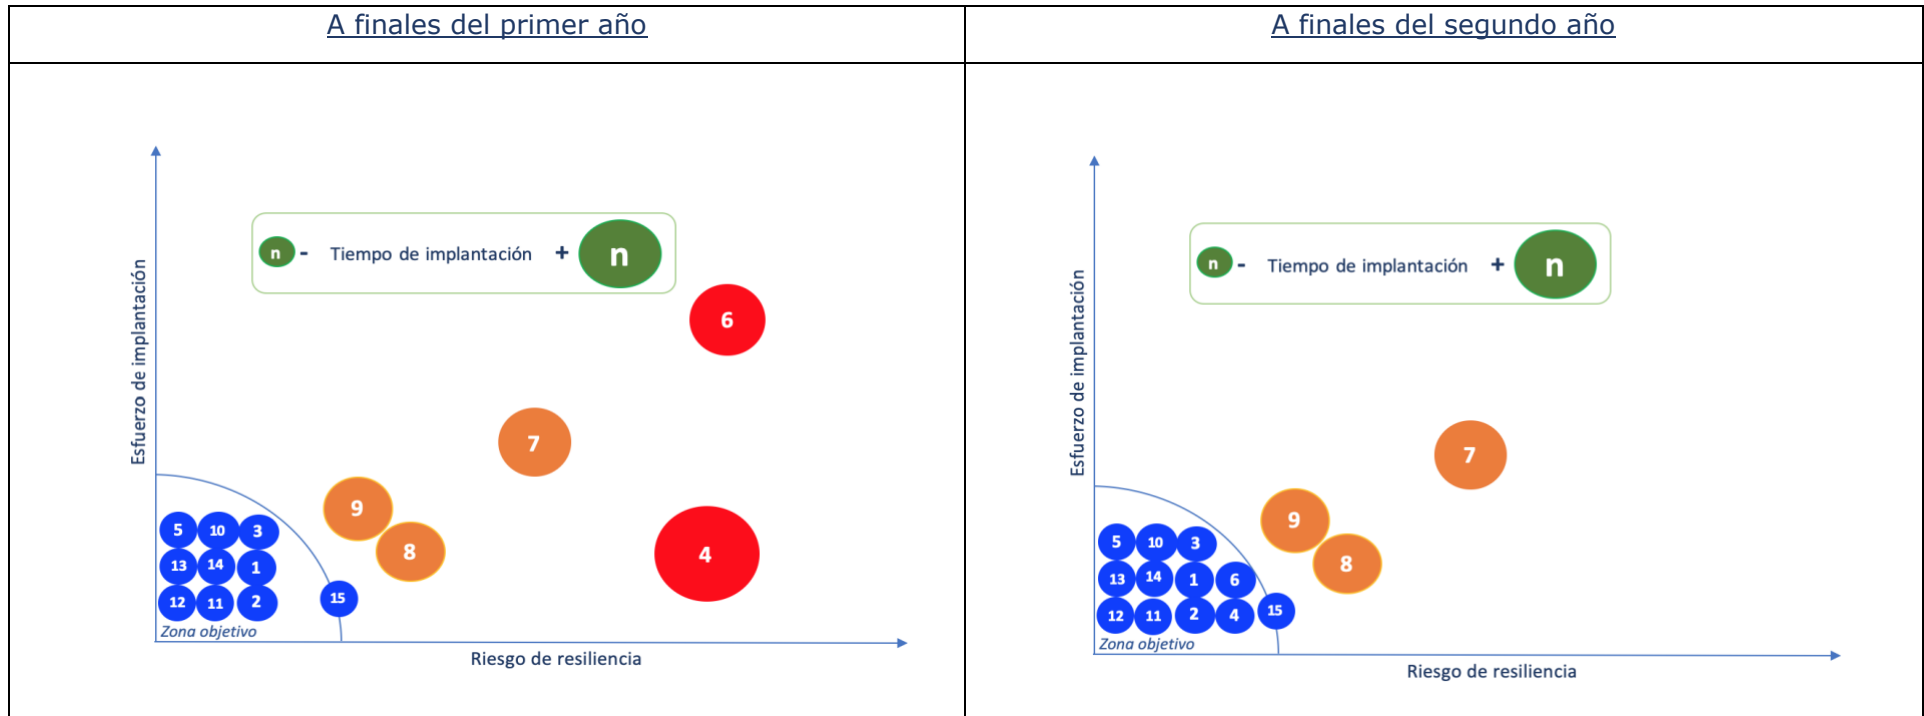 A finales del primer año
A finales del segundo año
n - Tiempo de implantación + n
6
7
9
8
4
5 10 3
13 14 1
12 11 2
15
Zona objetivo
Esfuerzo de implantación
Riesgo de resiliencia
n - Tiempo de implantación + n
7
9
8
5 10 3
13 14 1 6
12 11 2 4
15
Zona objetivo
Esfuerzo de implantación
Riesgo de resiliencia